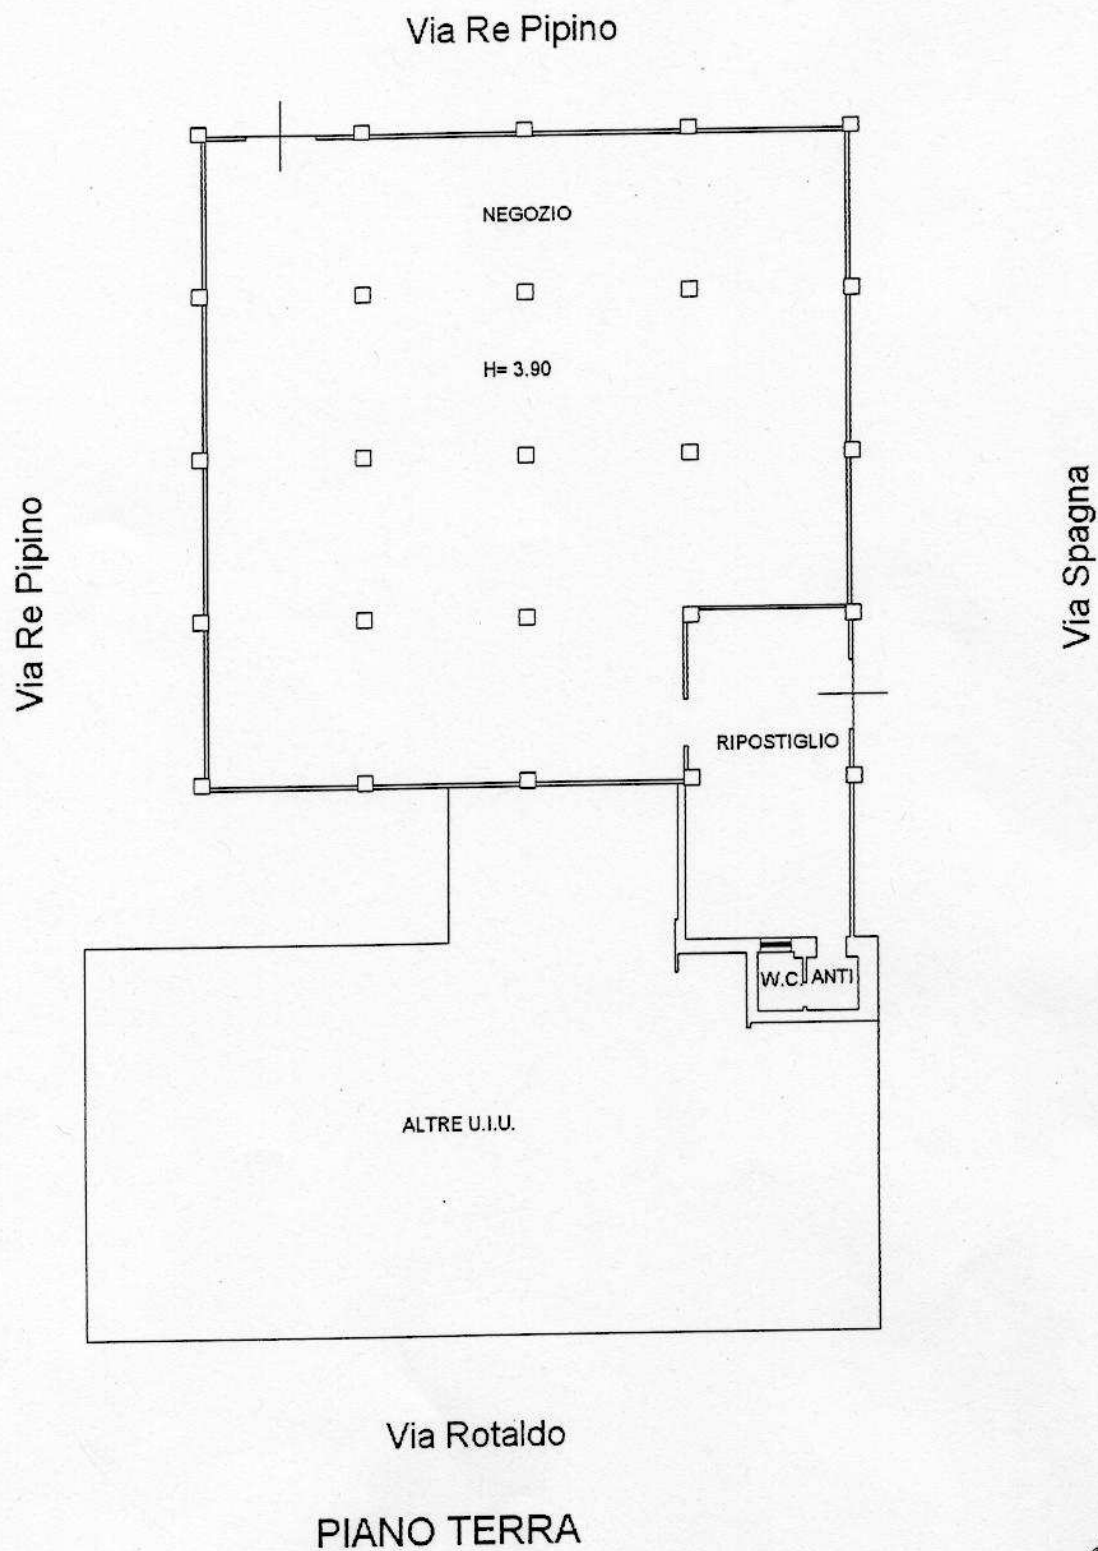 Via Re Pipino
NEGOZIO
H= 3.90
Via Re Pipino
Via Spagna
RIPOSTIGLIO
W.C. ANTI
ALTRE U.I.U.
Via Rotaldo
PIANO TERRA